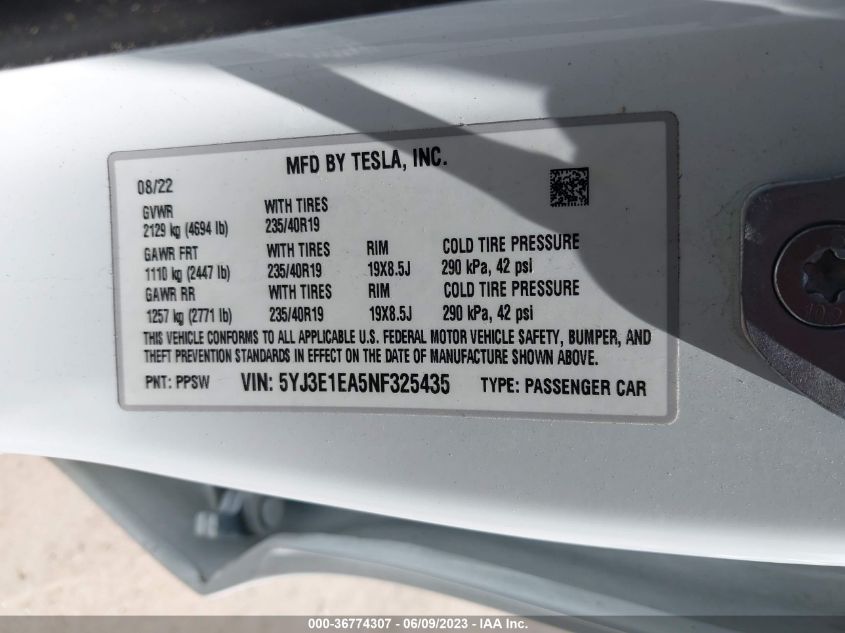 MFD BY TESLA, INC.
08/22
GVWR WITH TIRES
2129 kg (4694 lb) 235/40R19
GAWR FRT WITH TIRES RIM COLD TIRE PRESSURE
1110 kg (2447 lb) 235/40R19 19X8.5J 290 kPa, 42 psi
GAWR RR WITH TIRES RIM COLD TIRE PRESSURE
1257 kg (2771 lb) 235/40R19 19X8.5J 290 kPa, 42 psi
THIS VEHICLE CONFORMS TO ALL APPLICABLE U.S. FEDERAL MOTOR VEHICLE SAFETY, BUMPER, AND
THEFT PREVENTION STANDARDS IN EFFECT ON THE DATE OF MANUFACTURE SHOWN ABOVE.
PNT: PPSW VIN: 5YJ3E1EA5NF325435 TYPE: PASSENGER CAR
000-36774307 - 06/09/2023 - IAA Inc.